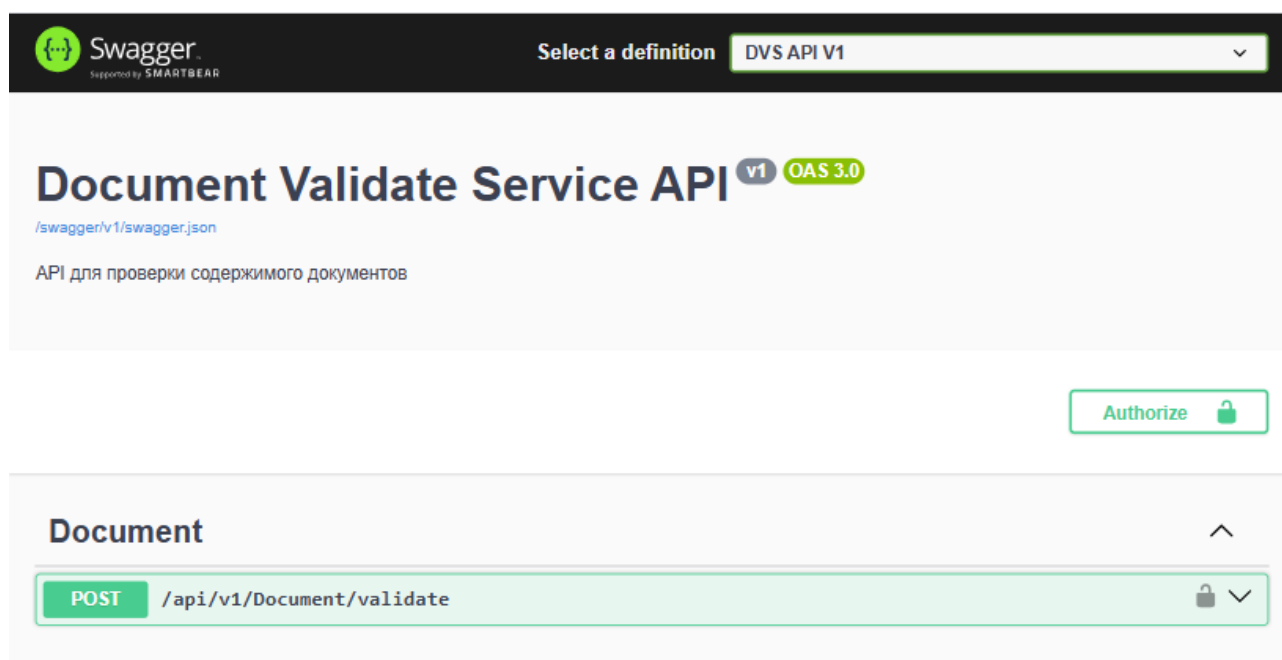 {...} Swagger.
Supported by SMARTBEAR
Select a definition DVS API V1
Document Validate Service API v1 OAS 3.0
/swagger/v1/swagger.json
API для проверки содержимого документов
Authorize
Document
POST /api/v1/Document/validate